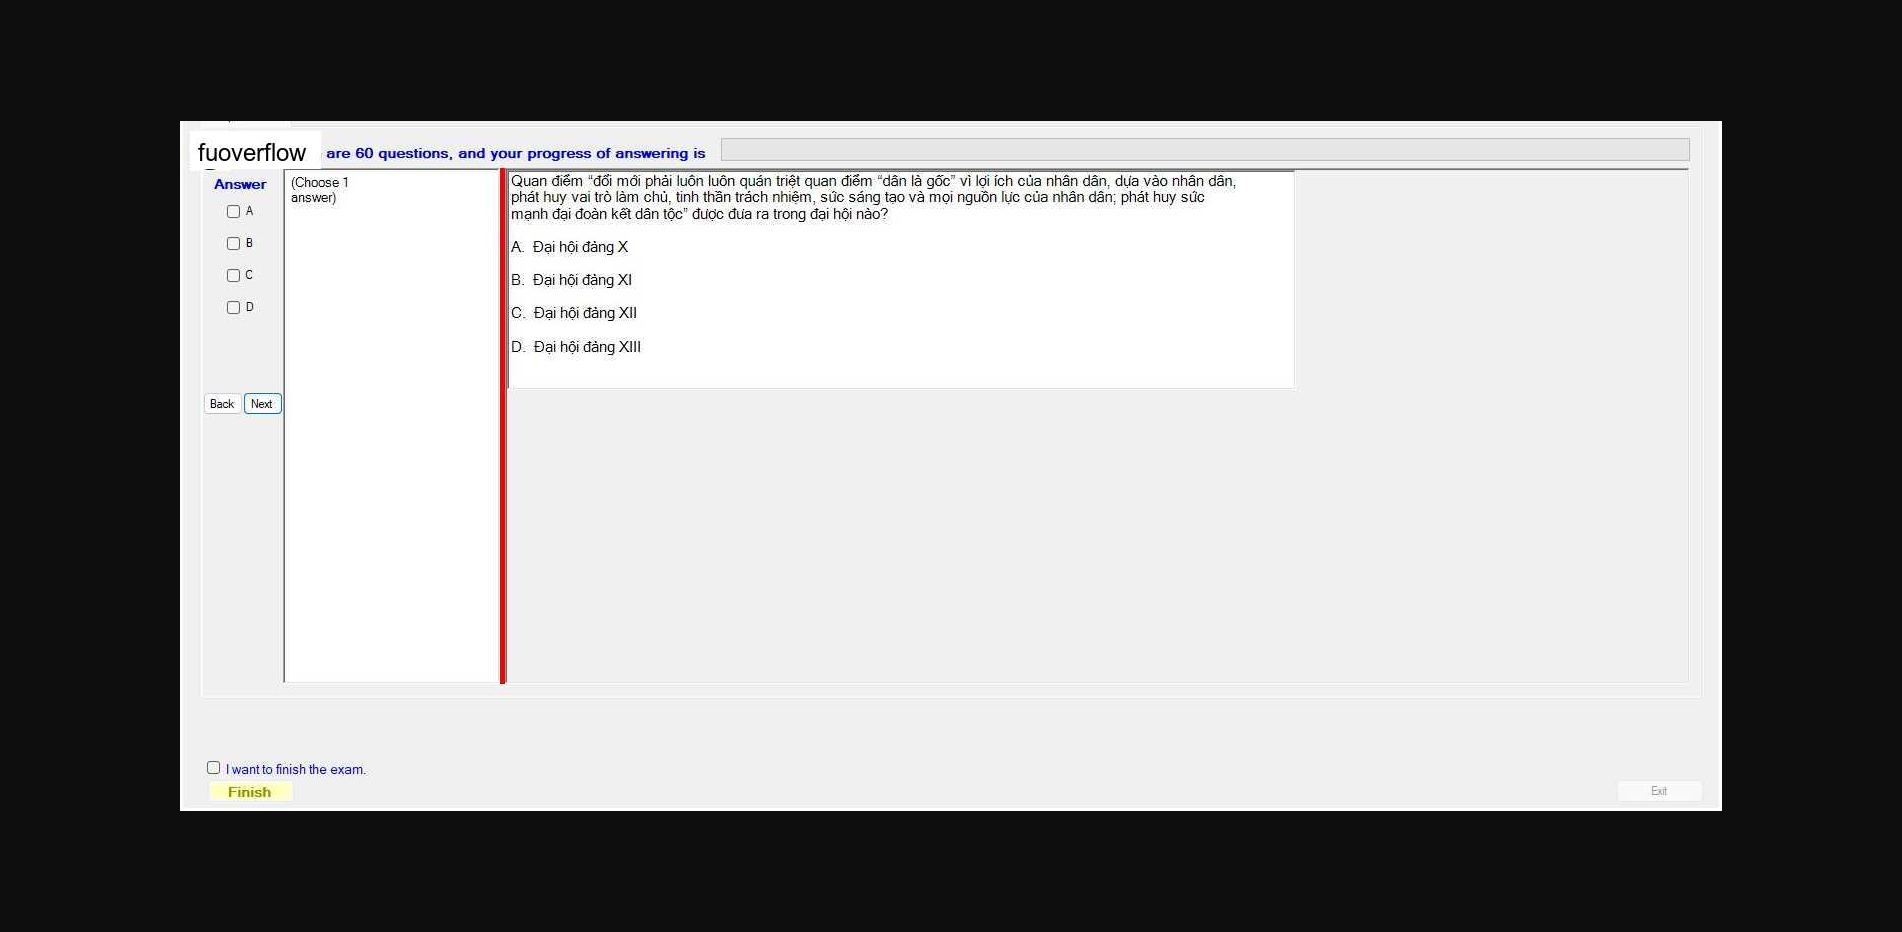 fuoverflow are 60 questions, and your progress of answering is
Answer
A
B
C
D
Back Next
(Choose 1
answer)
Quan điểm “đổi mới phải luôn luôn quán triệt quan điểm “dân là gốc” vì lợi ích của nhân dân, dựa vào nhân dân,
phát huy vai trò làm chủ, tinh thần trách nhiệm, sức sáng tạo và mọi nguồn lực của nhân dân; phát huy sức
mạnh đại đoàn kết dân tộc” được đưa ra trong đại hội nào?
A. Đại hội đảng X
B. Đại hội đảng XI
C. Đại hội đảng XII
D. Đại hội đảng XIII
I want to finish the exam.
Finish
Exit